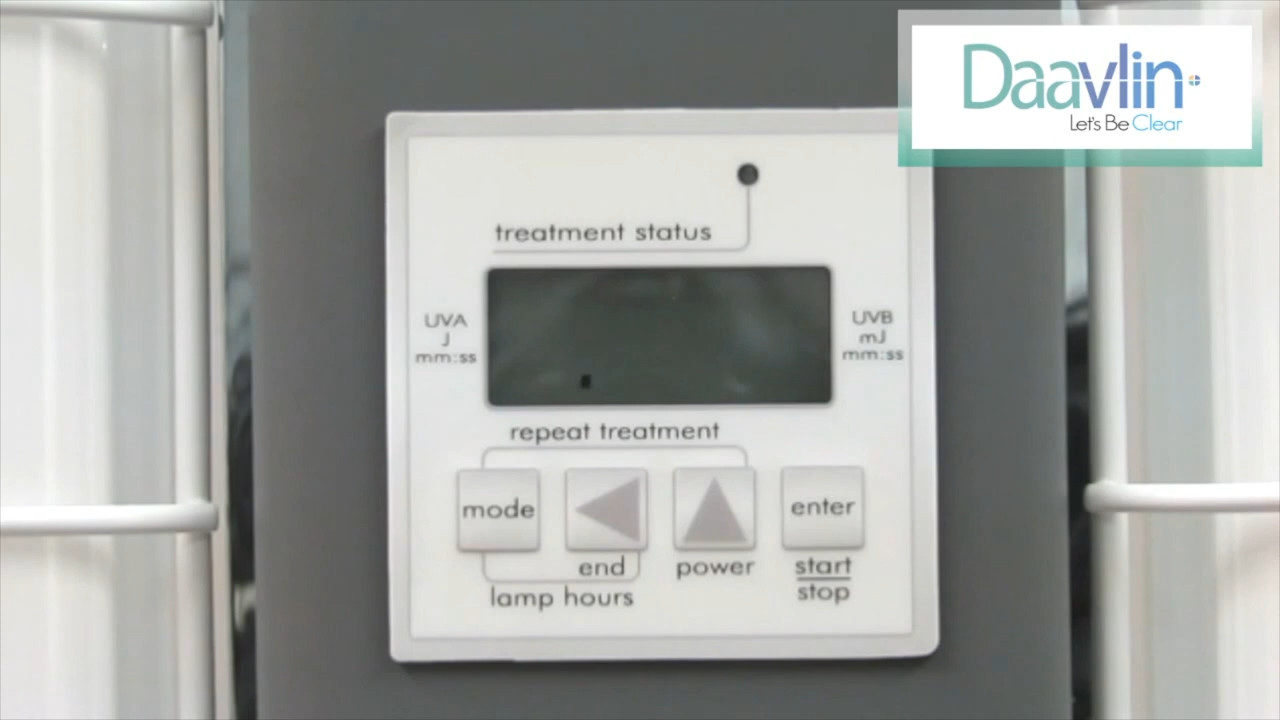 Daavlin
Let's Be Clear
treatment status
UVA
J
mm:ss
UVB
mJ
mm:ss
repeat treatment
mode
enter
end
power
start
stop
lamp hours